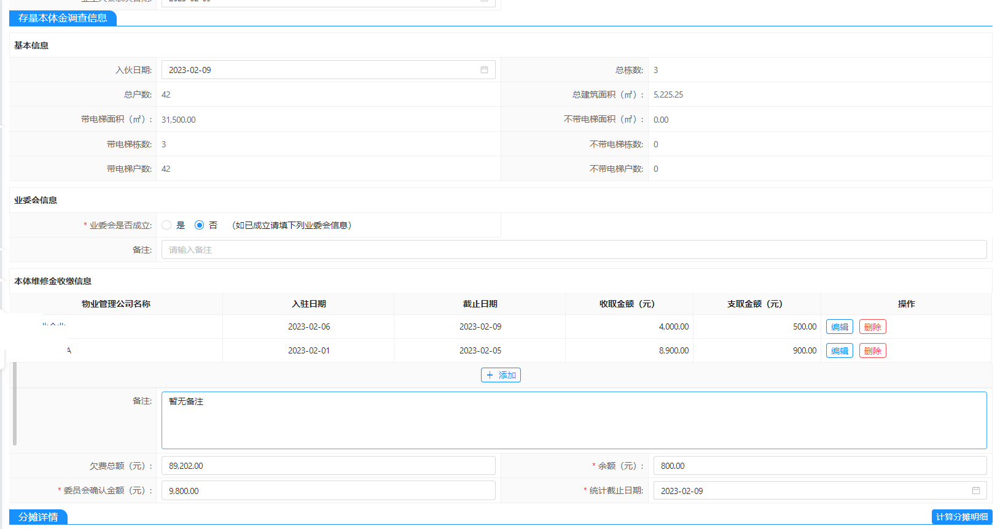 存量本体金调查信息
基本信息
入伙日期: 2023-02-09 总栋数: 3
总户数: 42 总建筑面积（㎡）: 5,225.25
带电梯面积（㎡）: 31,500.00 不带电梯面积（㎡）: 0.00
带电梯栋数: 3 不带电梯栋数: 0
带电梯户数: 42 不带电梯户数: 0
业委会信息
* 业委会是否成立: 是 否 （如已成立请填下列业委会信息）
备注: 请输入备注
本体维修金收缴信息
物业管理公司名称 入驻日期 截止日期 收取金额（元） 支取金额（元） 操作
2023-02-06 2023-02-09 4,000.00 500.00 编辑 删除
A 2023-02-01 2023-02-05 8,900.00 900.00 编辑 删除
+ 添加
备注: 暂无备注
欠费总额（元）: 89,202.00 * 余额（元）: 800.00
* 委员会确认金额（元）: 9,800.00 * 统计截止日期: 2023-02-09
分摊详情 计算分摊明细